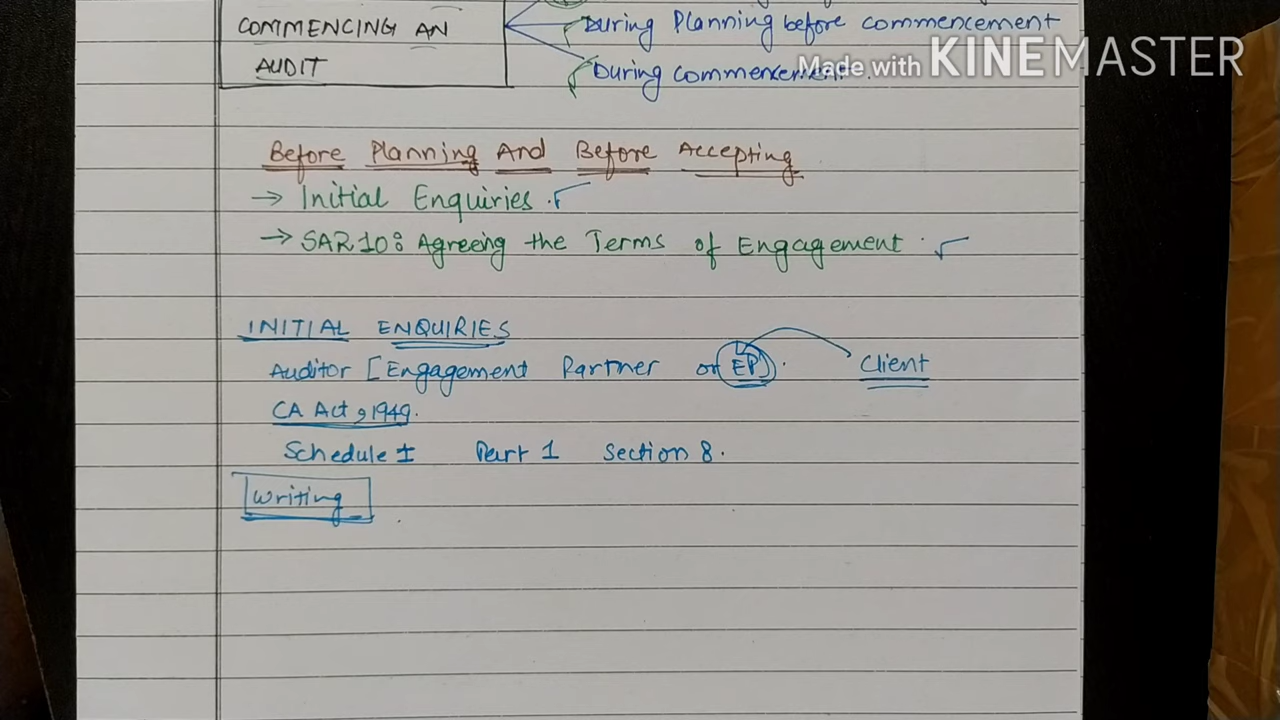 COMMENCING AN
AUDIT
During Planning before commencement
During commencement
Made with KINEMASTER
Before Planning And Before Accepting
→ Initial Enquiries.
→ SAR10: Agreeing the Terms of Engagement.
INITIAL ENQUIRIES
Auditor [Engagement Partner or EP]. Client
CA Act, 1949.
Schedule I Part 1 Section 8.
Writing